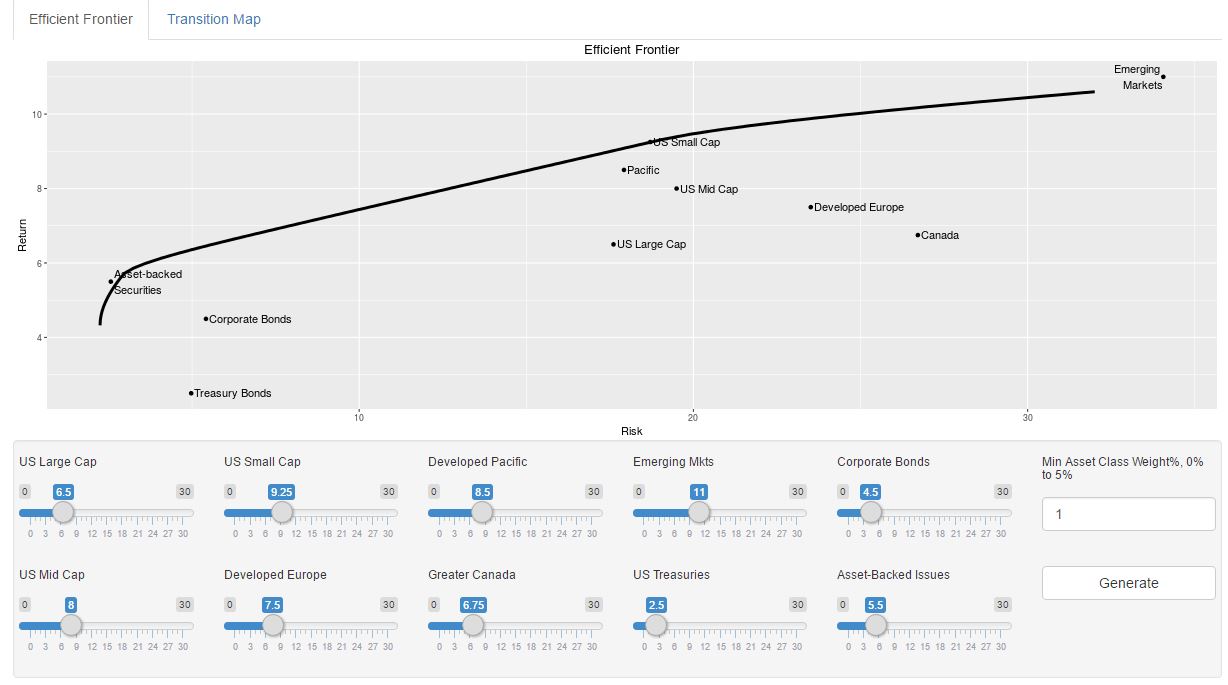 Efficient Frontier
Transition Map
Efficient Frontier
Emerging
Markets
10
US Small Cap
Pacific
8
US Mid Cap
Developed Europe
Return
Canada
US Large Cap
6
Asset-backed
Securities
Corporate Bonds
4
Treasury Bonds
10 20 30
Risk
US Large Cap
0 6.5 30
0 3 6 9 12 15 18 21 24 27 30
US Small Cap
0 9.25 30
0 3 6 9 12 15 18 21 24 27 30
Developed Pacific
0 8.5 30
0 3 6 9 12 15 18 21 24 27 30
Emerging Mkts
0 11 30
0 3 6 9 12 15 18 21 24 27 30
Corporate Bonds
0 4.5 30
0 3 6 9 12 15 18 21 24 27 30
Min Asset Class Weight%, 0%
to 5%
1
US Mid Cap
0 8 30
0 3 6 9 12 15 18 21 24 27 30
Developed Europe
0 7.5 30
0 3 6 9 12 15 18 21 24 27 30
Greater Canada
0 6.75 30
0 3 6 9 12 15 18 21 24 27 30
US Treasuries
0 2.5 30
0 3 6 9 12 15 18 21 24 27 30
Asset-Backed Issues
0 5.5 30
0 3 6 9 12 15 18 21 24 27 30
Generate